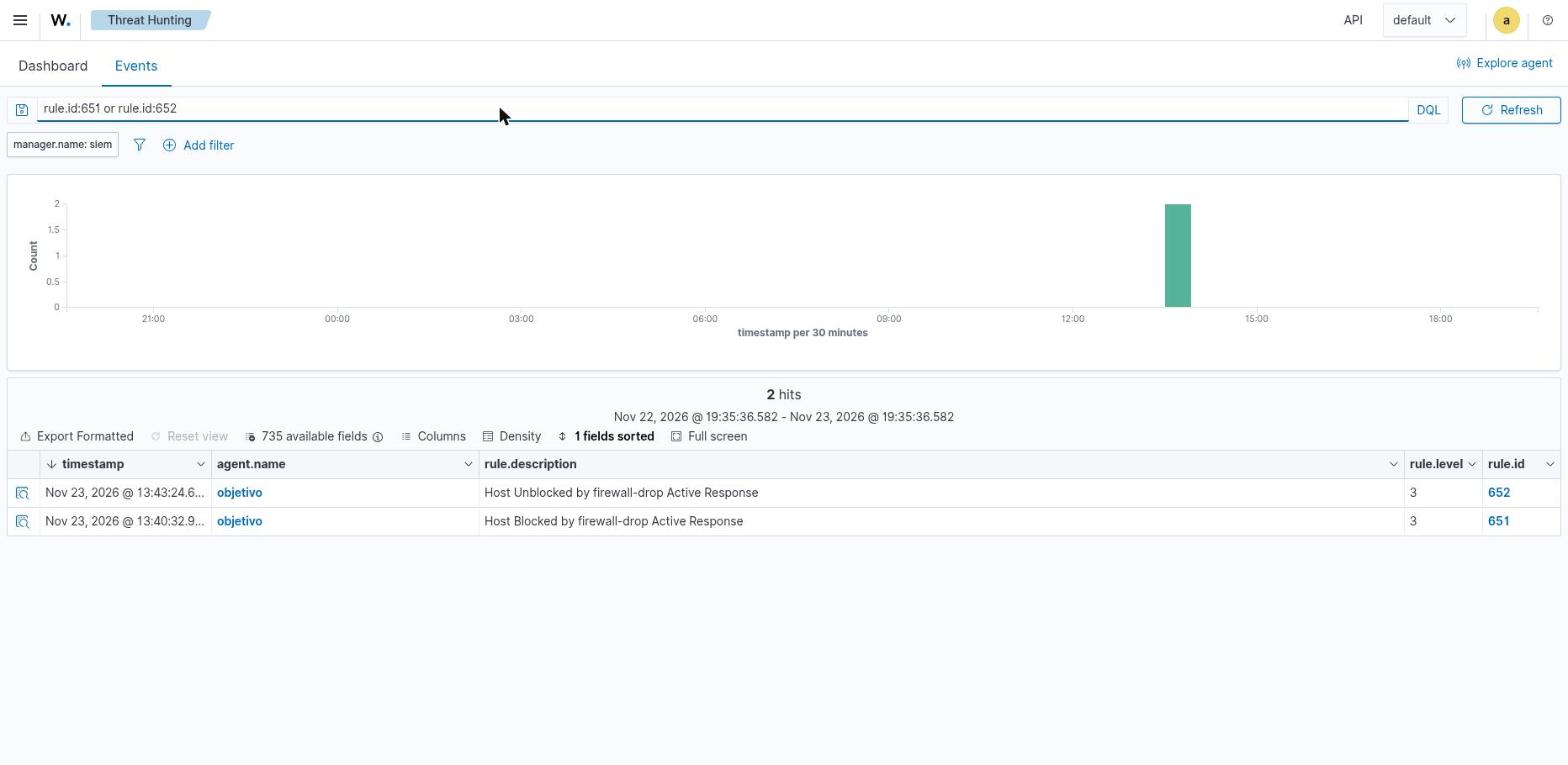 W. Threat Hunting API default a
Dashboard Events Explore agent
rule.id:651 or rule.id:652 DQL Refresh
manager.name: siem Add filter
2
1.5
1
0.5
0
Count
21:00 00:00 03:00 06:00 09:00 12:00 15:00 18:00
timestamp per 30 minutes
2 hits
Nov 22, 2026 @ 19:35:36.582 - Nov 23, 2026 @ 19:35:36.582
Export Formatted Reset view 735 available fields Columns Density 1 fields sorted Full screen
timestamp agent.name rule.description rule.level rule.id
Nov 23, 2026 @ 13:43:24.6... objetivo Host Unblocked by firewall-drop Active Response 3 652
Nov 23, 2026 @ 13:40:32.9... objetivo Host Blocked by firewall-drop Active Response 3 651